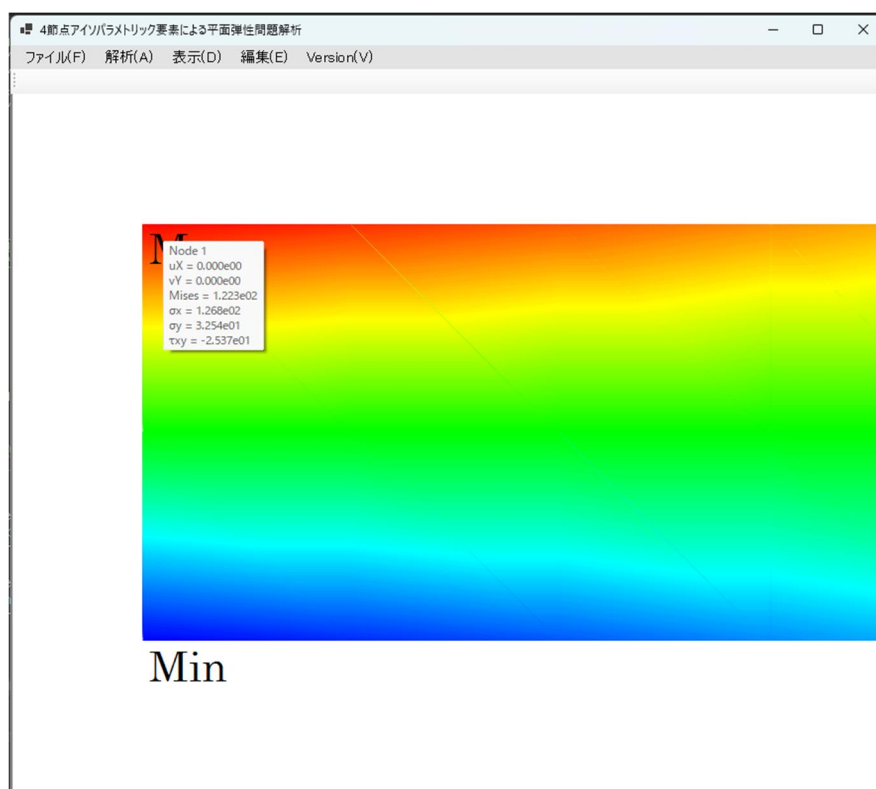 4節点アイソパラメトリック要素による平面弾性問題解析
ファイル(F) 解析(A) 表示(D) 編集(E) Version(V)
Node 1
uX = 0.000e00
vY = 0.000e00
Mises = 1.223e02
σx = 1.268e02
σy = 3.254e01
τxy = -2.537e01
Min